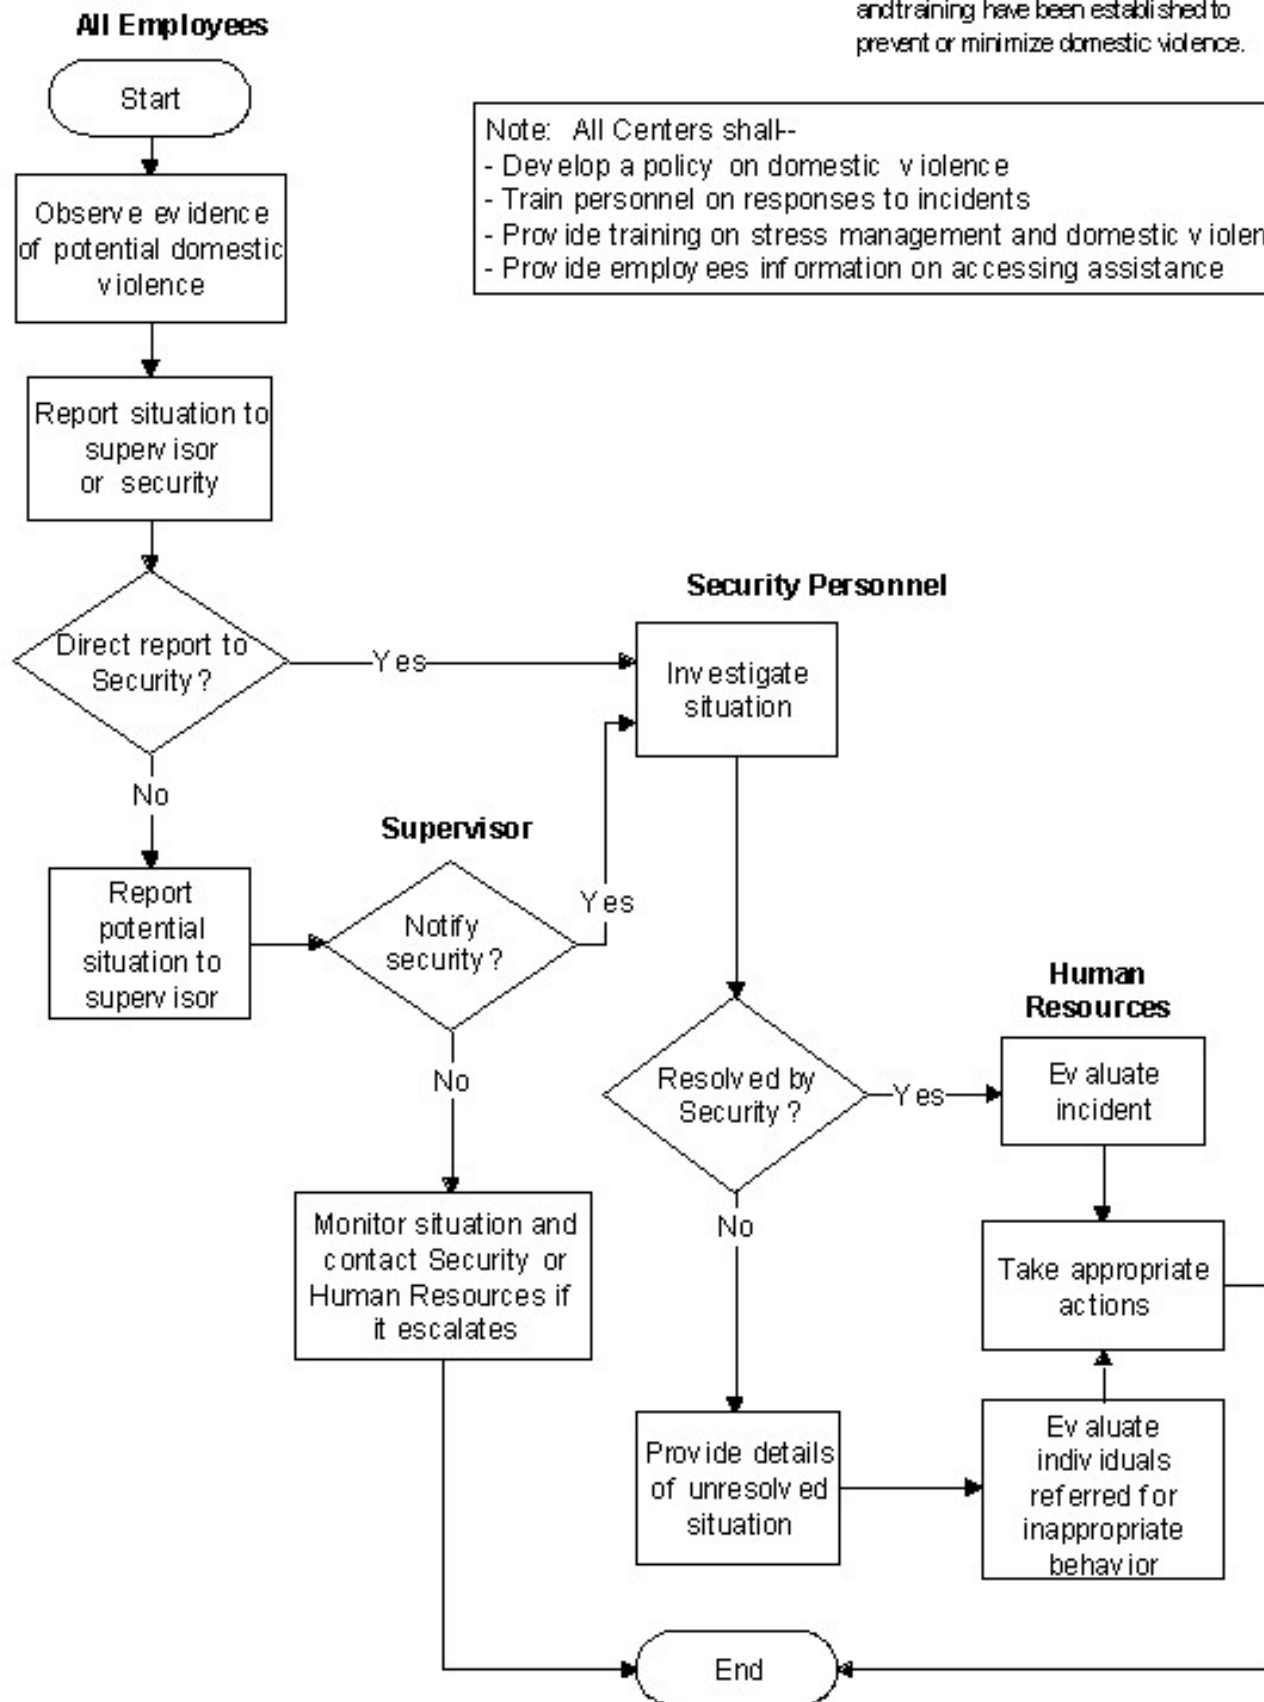 All Employees
and training have been established to
prevent or minimize domestic violence.
Start
Note: All Centers shall--
- Develop a policy on domestic violence
- Train personnel on responses to incidents
- Provide training on stress management and domestic violen
- Provide employees information on accessing assistance
Observe evidence
of potential domestic
violence
Report situation to
supervisor
or security
Direct report to
Security?
Yes
No
Security Personnel
Investigate
situation
Report
potential
situation to
supervisor
Supervisor
Notify
security?
Yes
No
Monitor situation and
contact Security or
Human Resources if
it escalates
Resolved by
Security?
Yes
No
Human
Resources
Evaluate
incident
Take appropriate
actions
Provide details
of unresolved
situation
Evaluate
individuals
referred for
inappropriate
behavior
End